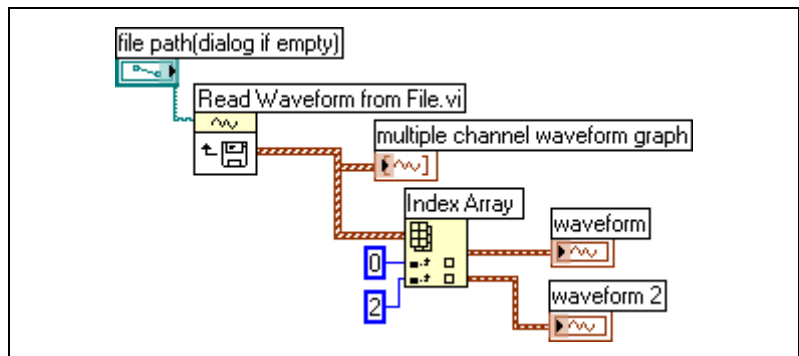 file path(dialog if empty)
Read Waveform from File.vi
multiple channel waveform graph
Index Array
waveform
0
2
waveform 2